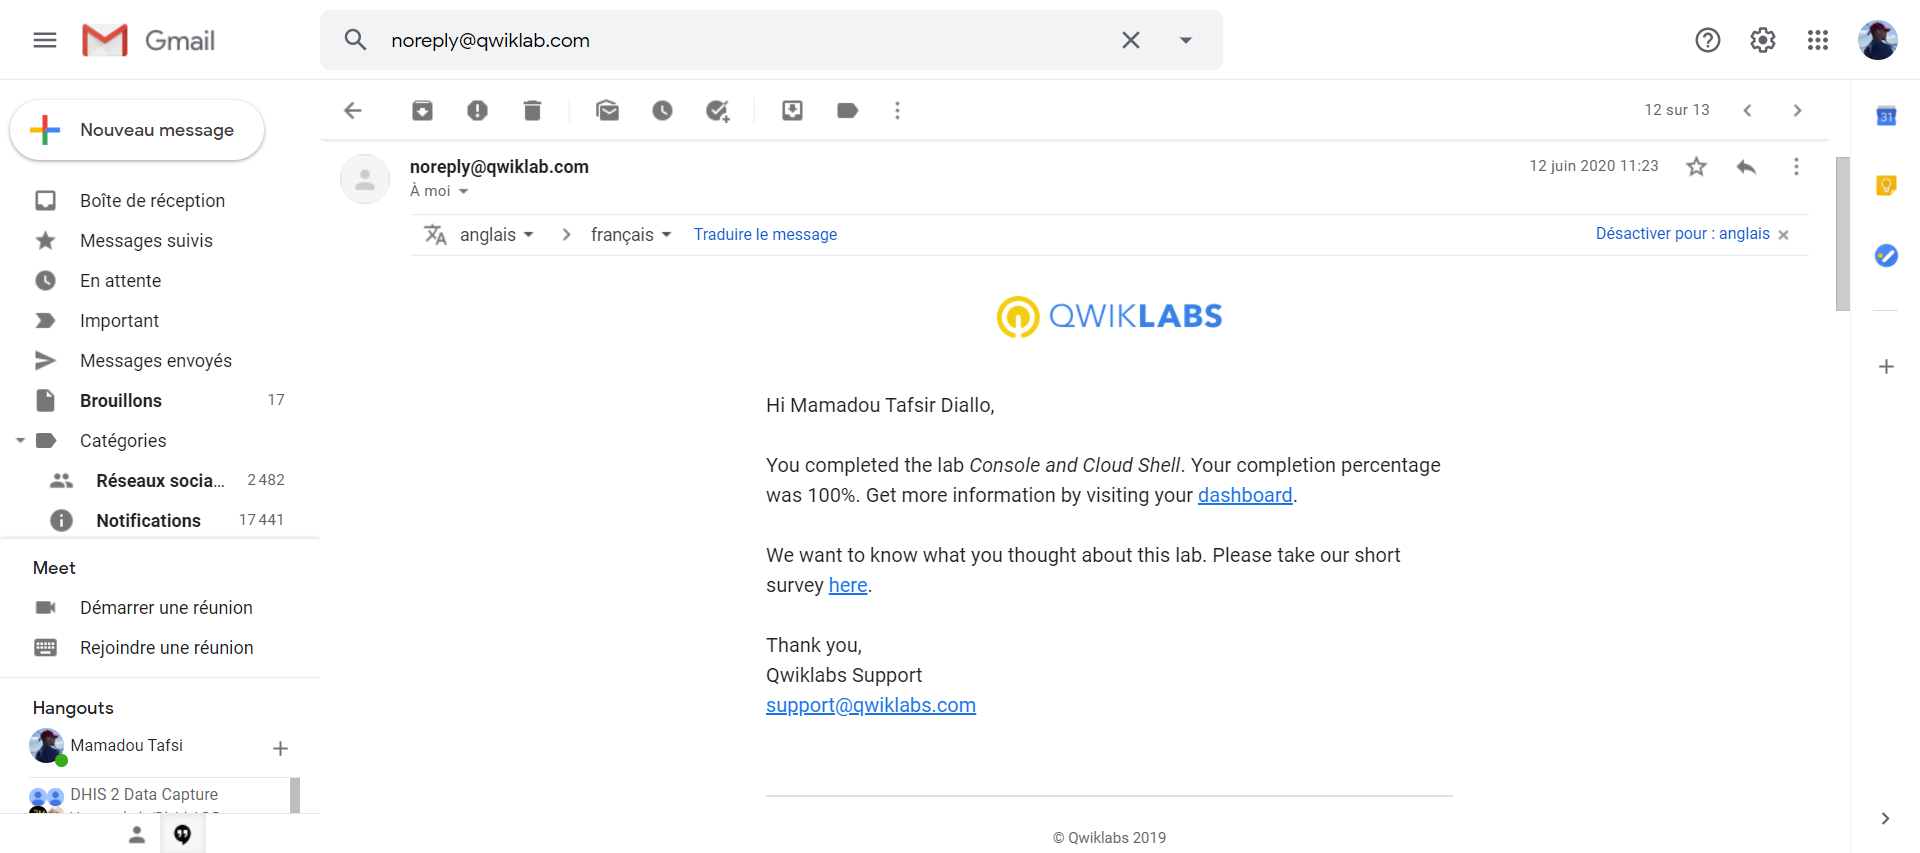 Gmail
noreply@qwiklab.com
Nouveau message
12 sur 13
31
noreply@qwiklab.com
12 juin 2020 11:23
À moi
anglais
français
Traduire le message
Désactiver pour : anglais
Boîte de réception
Messages suivis
En attente
Important
Messages envoyés
Brouillons 17
Catégories
Réseaux socia... 2 482
Notifications 17 441
Meet
Démarrer une réunion
Rejoindre une réunion
Hangouts
Mamadou Tafsi
DHIS 2 Data Capture
QWIKLABS
Hi Mamadou Tafsir Diallo,
You completed the lab Console and Cloud Shell. Your completion percentage
was 100%. Get more information by visiting your dashboard.
We want to know what you thought about this lab. Please take our short
survey here.
Thank you,
Qwiklabs Support
support@qwiklabs.com
© Qwiklabs 2019